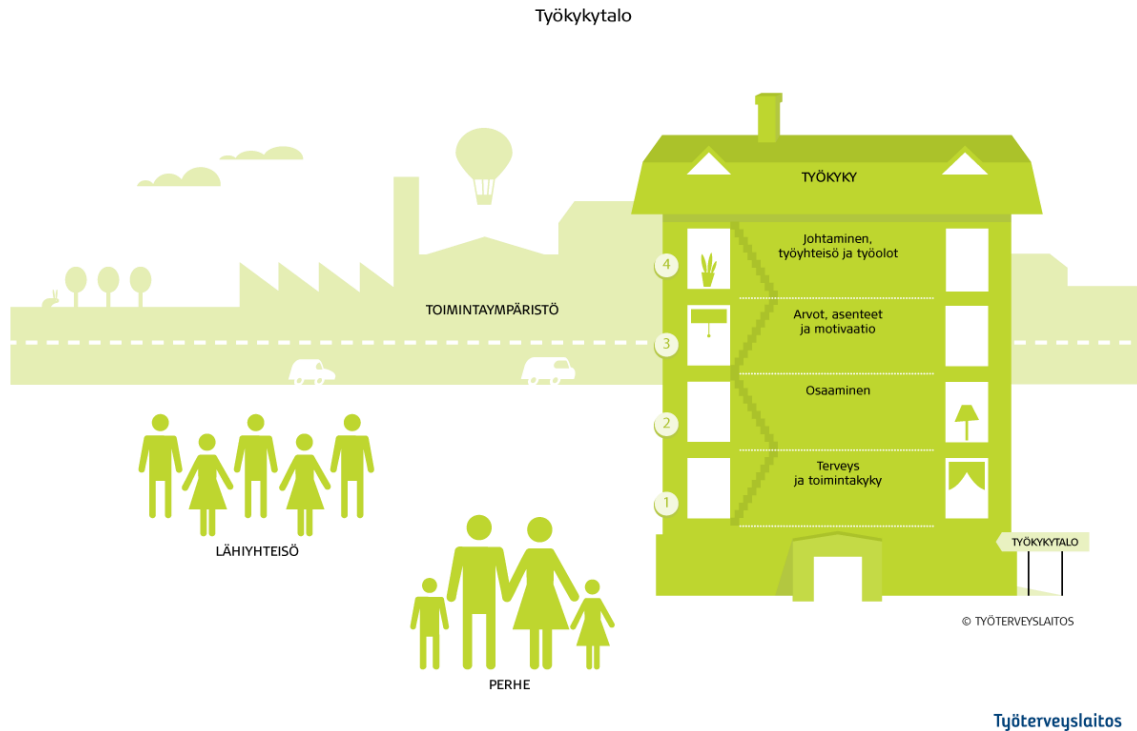 Työkykytalo
TYÖKYKY
Johtaminen,
työyhteisö ja työolot
4
Arvot, asenteet
ja motivaatio
3
Osaaminen
2
Terveys
ja toimintakyky
1
TOIMINTAYMPÄRISTÖ
LÄHIYHTEISÖ
PERHE
TYÖKYKYTALO
© TYÖTERVEYSLAITOS
Työterveyslaitos